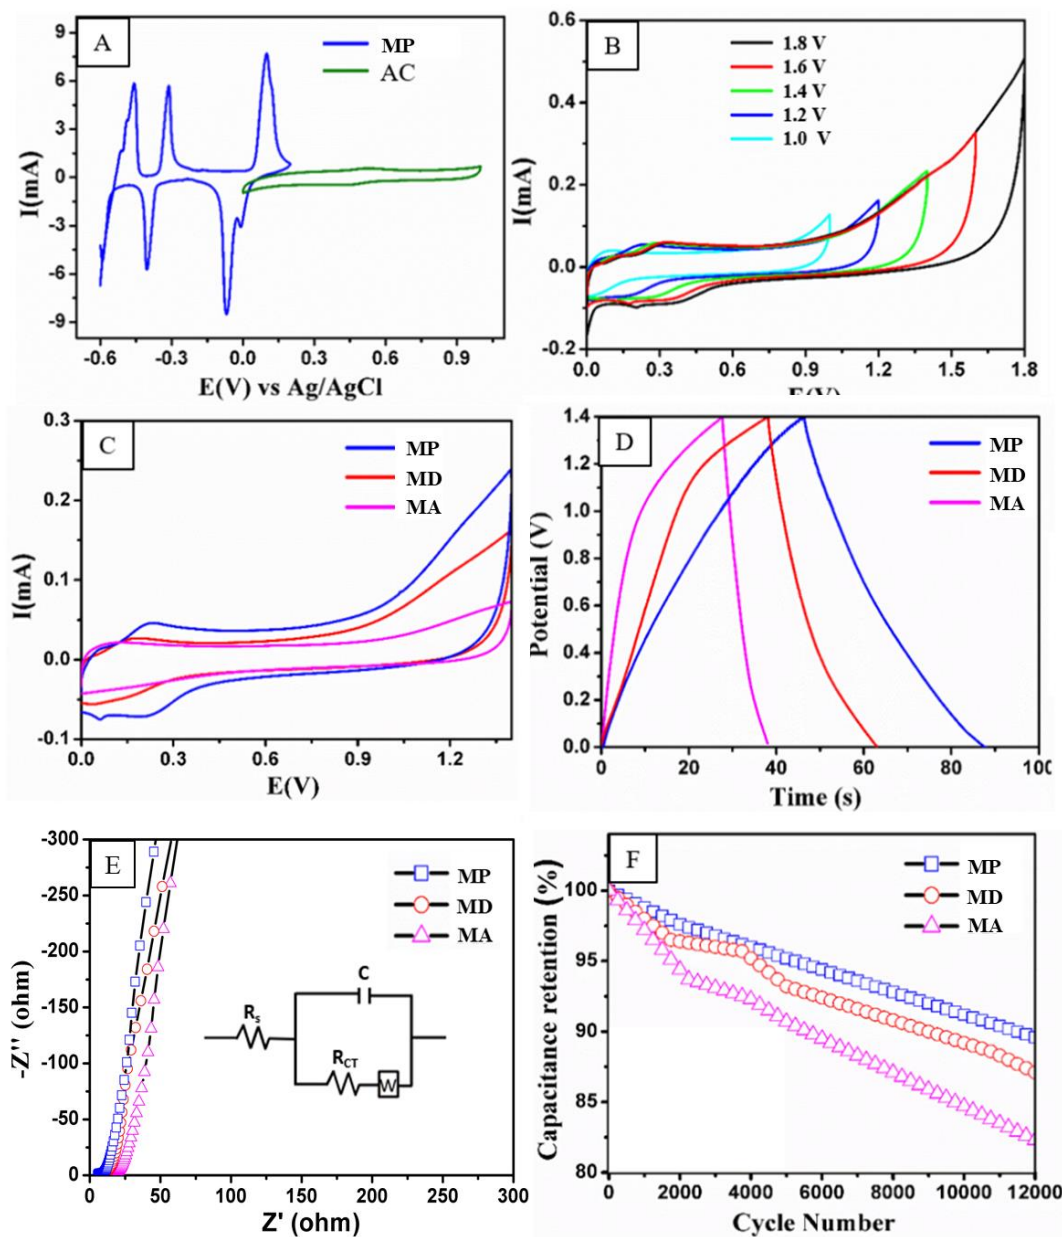 A
MP
AC
I(mA)
9
6
3
0
-3
-6
-9
-0.6 -0.3 0.0 0.3 0.6 0.9
E(V) vs Ag/AgCl
B
1.8 V
1.6 V
1.4 V
1.2 V
1.0 V
I(mA)
0.6
0.4
0.2
0.0
-0.2
0.0 0.3 0.6 0.9 1.2 1.5 1.8
E(V)
C
MP
MD
MA
I(mA)
0.3
0.2
0.1
0.0
-0.1
0.0 0.3 0.6 0.9 1.2
E(V)
D
MP
MD
MA
Potential (V)
1.4
1.2
1.0
0.8
0.6
0.4
0.2
0.0
0 20 40 60 80 100
Time (s)
E
MP
MD
MA
-Z'' (ohm)
-300
-250
-200
-150
-100
-50
0
C
Rs
RCT
W
0 50 100 150 200 250 300
Z' (ohm)
F
MP
MD
MA
Capacitance retention (%)
100
95
90
85
80
0 2000 4000 6000 8000 10000 12000
Cycle Number